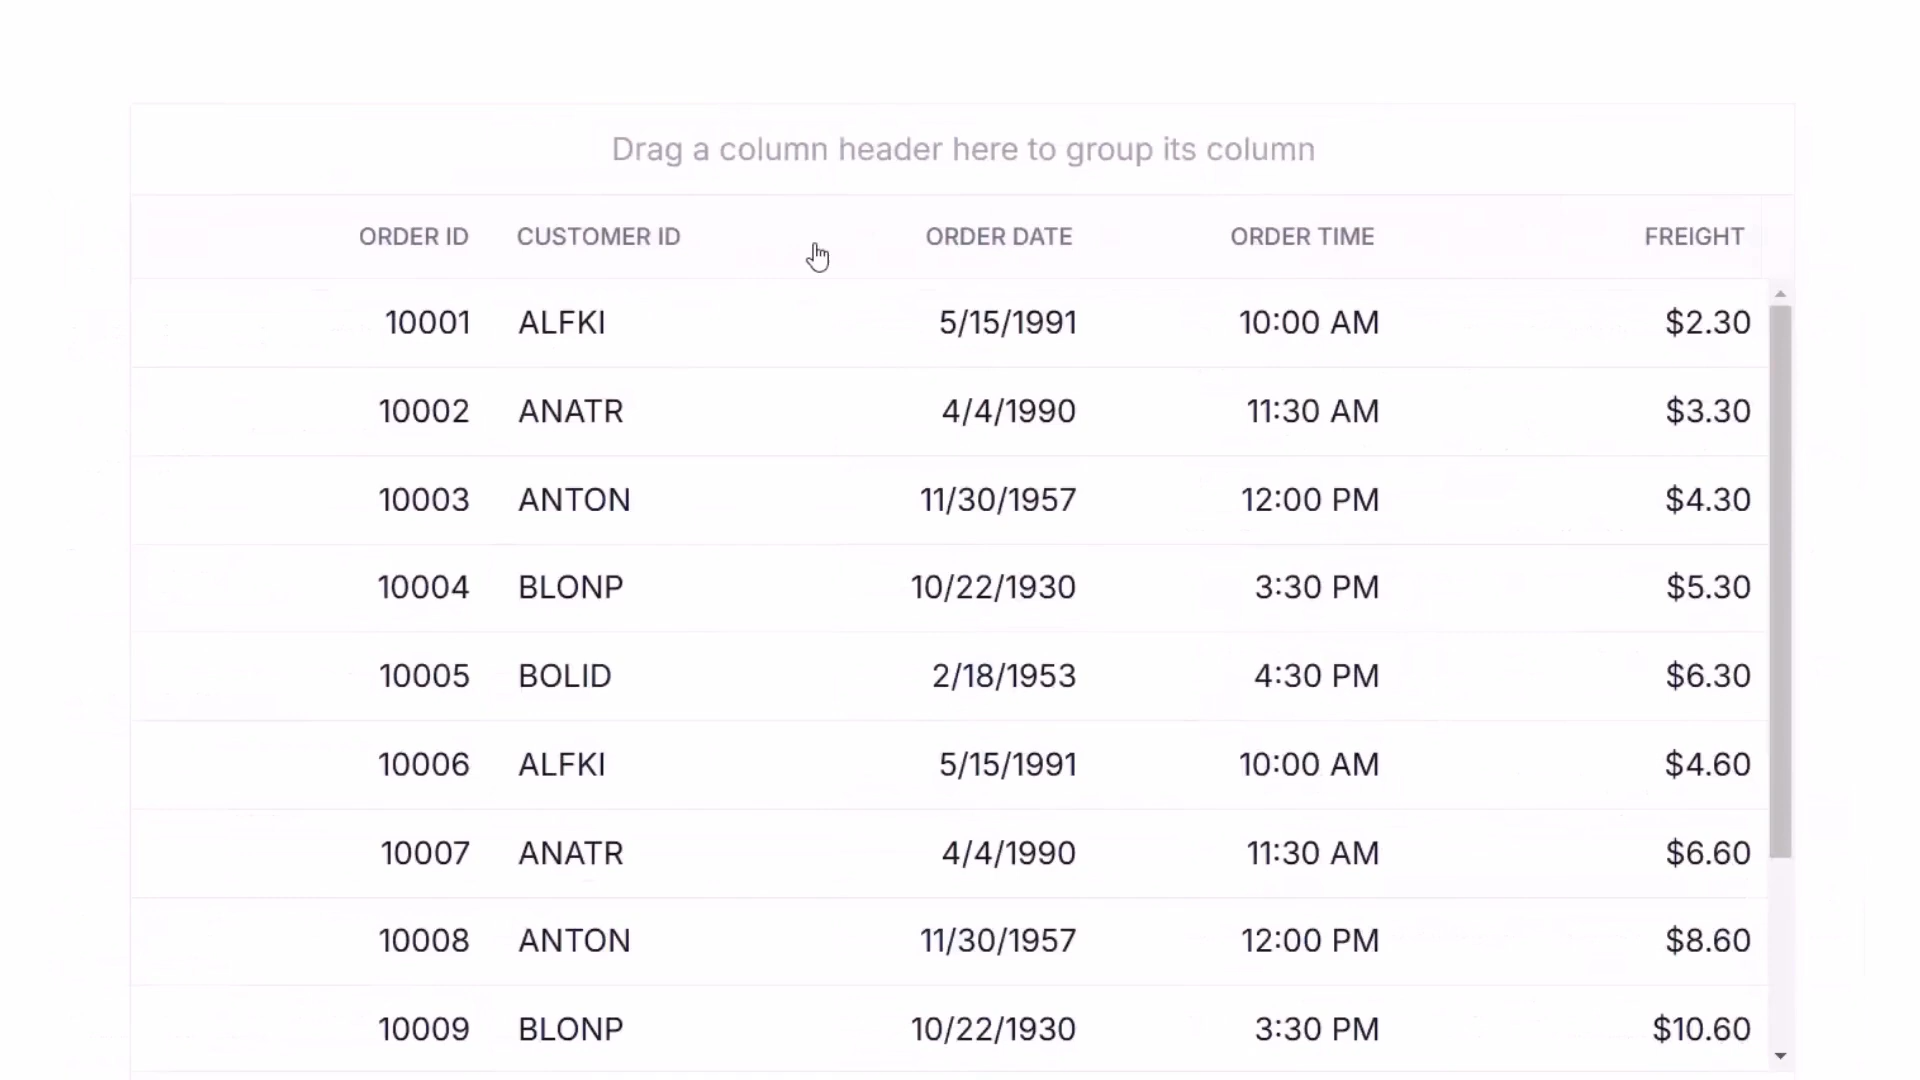 Drag a column header here to group its column
ORDER ID CUSTOMER ID ORDER DATE ORDER TIME FREIGHT
10001 ALFKI 5/15/1991 10:00 AM $2.30
10002 ANATR 4/4/1990 11:30 AM $3.30
10003 ANTON 11/30/1957 12:00 PM $4.30
10004 BLONP 10/22/1930 3:30 PM $5.30
10005 BOLID 2/18/1953 4:30 PM $6.30
10006 ALFKI 5/15/1991 10:00 AM $4.60
10007 ANATR 4/4/1990 11:30 AM $6.60
10008 ANTON 11/30/1957 12:00 PM $8.60
10009 BLONP 10/22/1930 3:30 PM $10.60